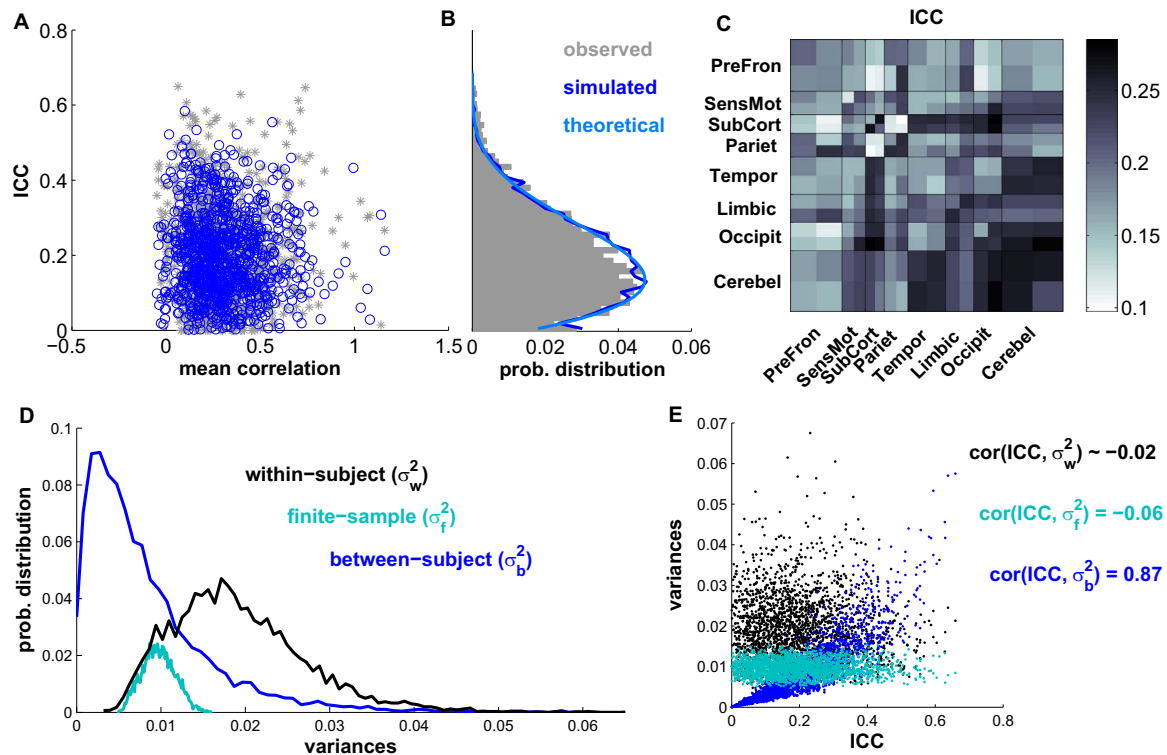 A
ICC
0.8
0.6
0.4
0.2
0
−0.5
0
0.5
1
1.5
mean correlation
B
observed
simulated
theoretical
0
0.02
0.04
0.06
prob. distribution
C
ICC
PreFron
SensMot
SubCort
Pariet
Tempor
Limbic
Occipit
Cerebel
PreFron
SensMot
SubCort
Pariet
Tempor
Limbic
Occipit
Cerebel
0.25
0.2
0.15
0.1
D
prob. distribution
0.1
0.08
0.06
0.04
0.02
0
within−subject (σ²w)
finite−sample (σ²f)
between−subject (σ²b)
0
0.01
0.02
0.03
0.04
0.05
0.06
variances
E
variances
0.07
0.06
0.05
0.04
0.03
0.02
0.01
0
cor(ICC, σ²w) ~ −0.02
cor(ICC, σ²f) = −0.06
cor(ICC, σ²b) = 0.87
0
0.2
0.4
0.6
0.8
ICC